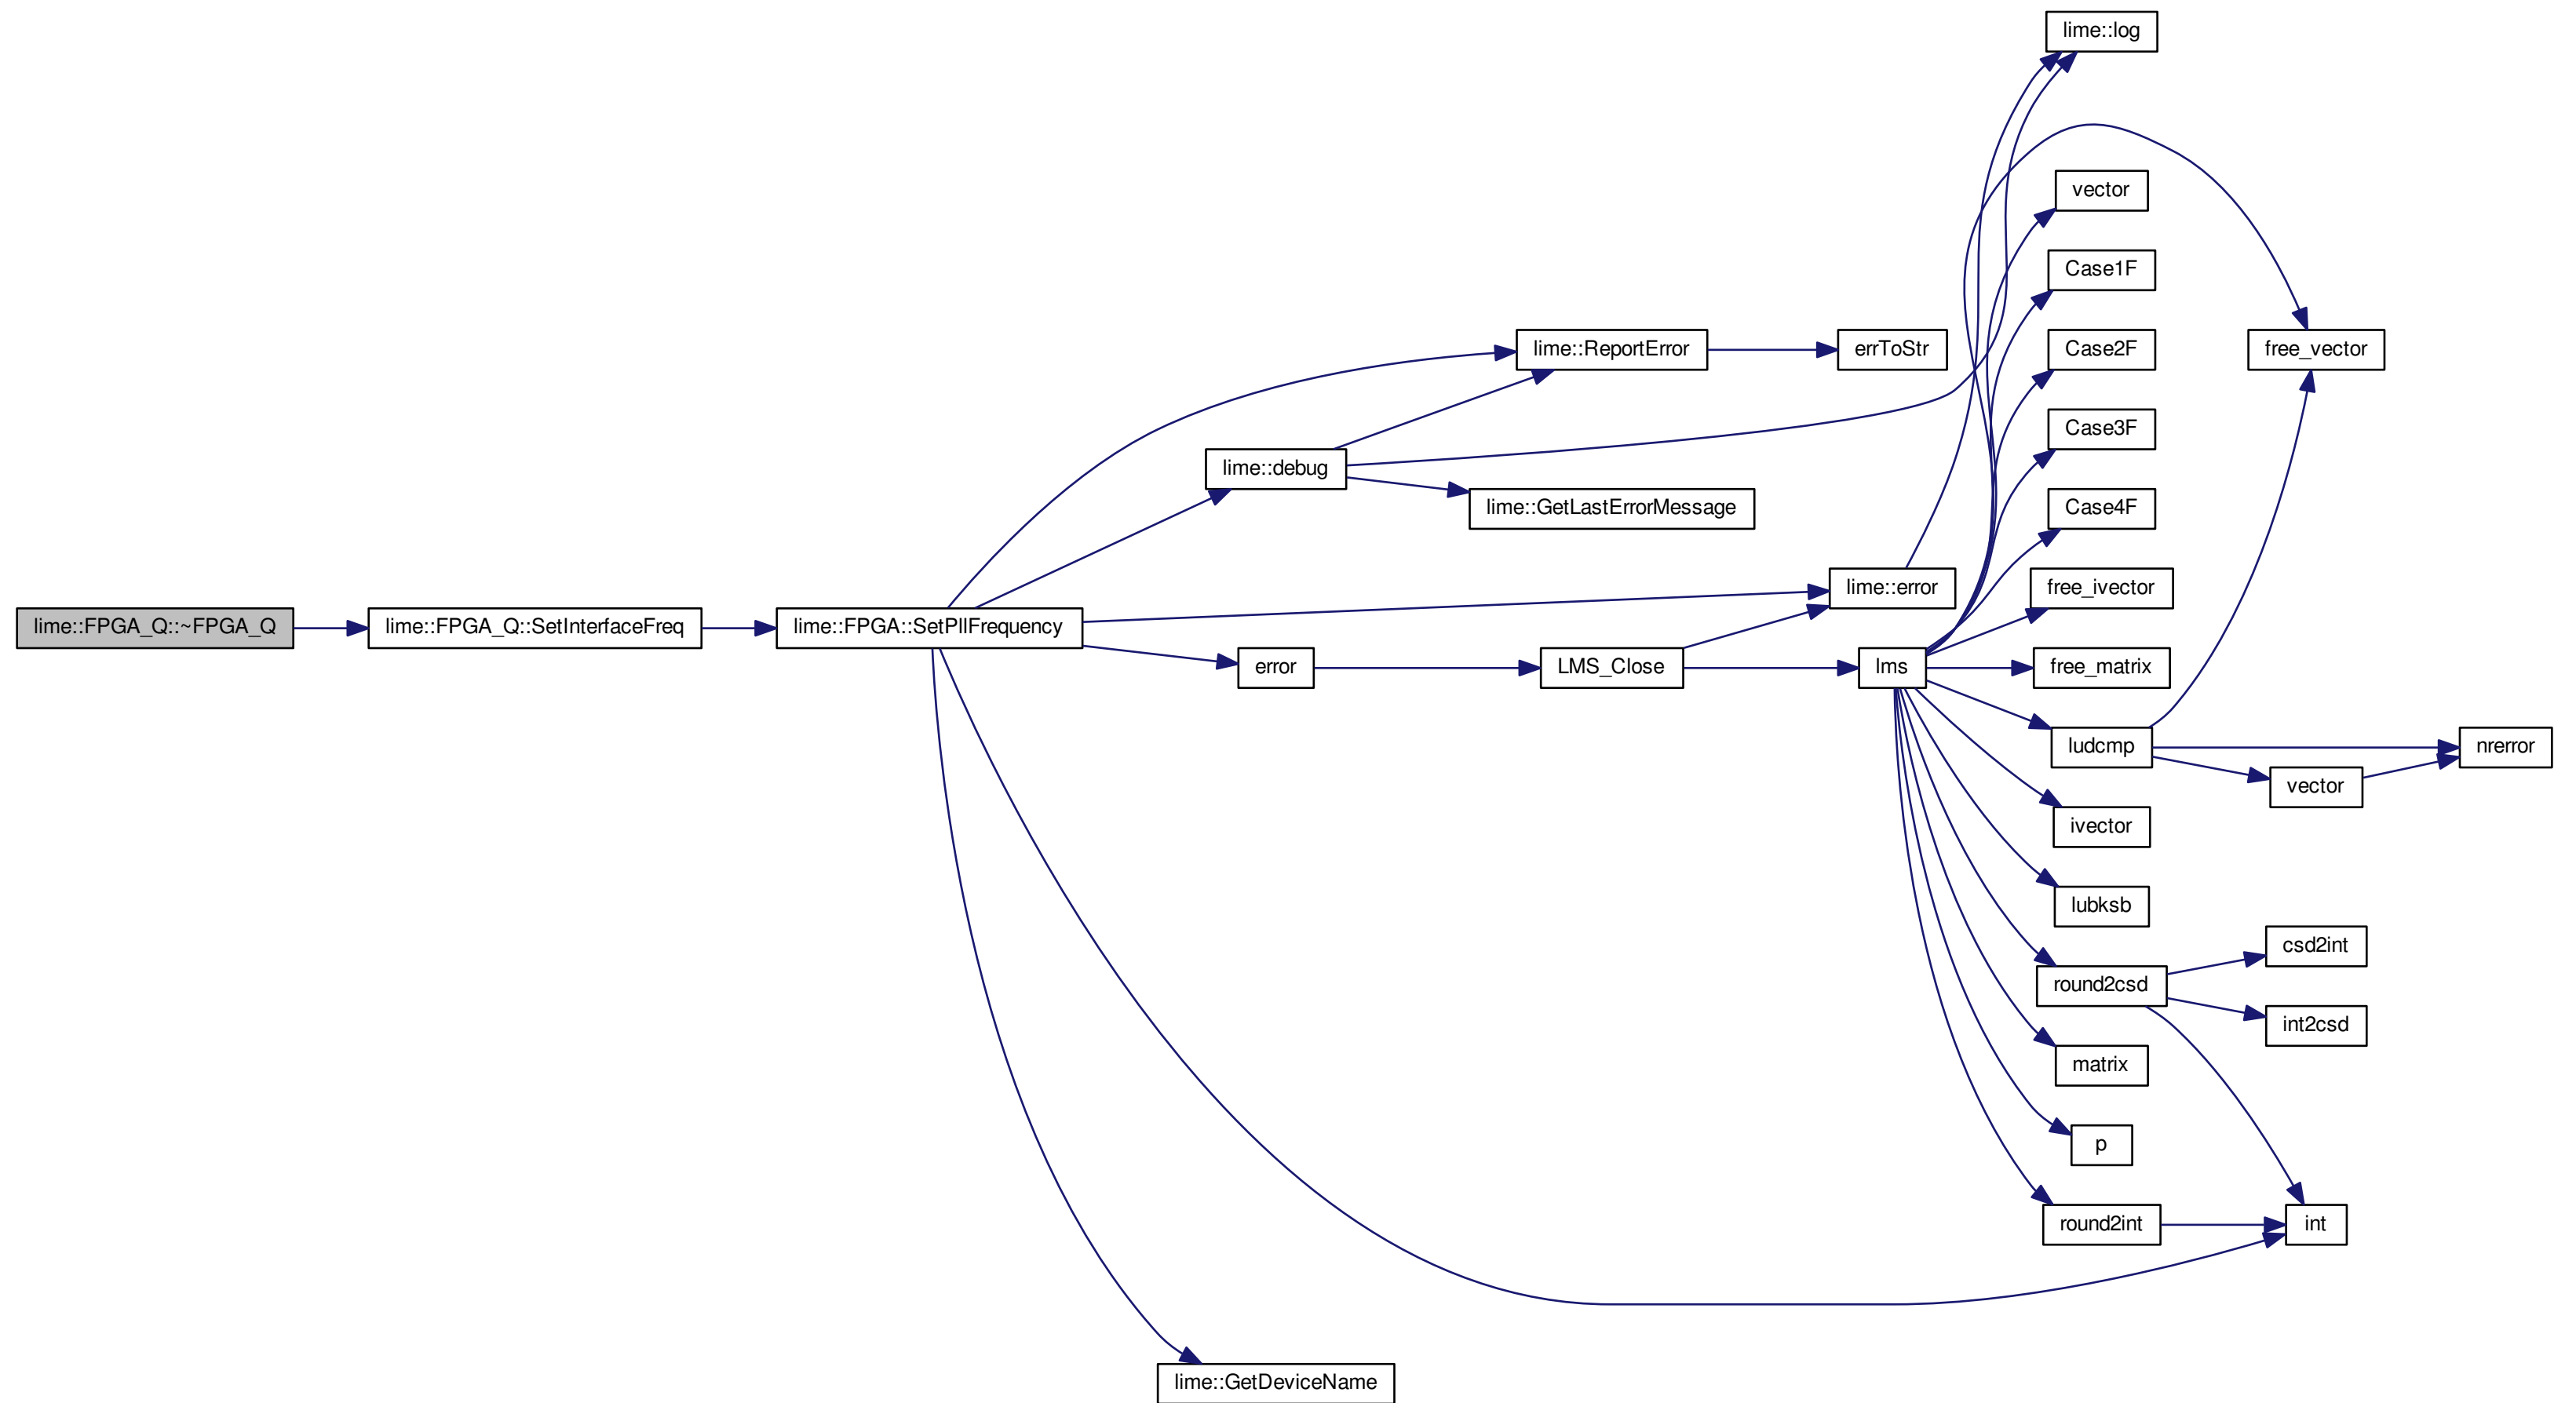 lime::log
vector
Case1F
lime::ReportError
errToStr
Case2F
free_vector
Case3F
lime::debug
lime::GetLastErrorMessage
Case4F
lime::error
free_ivector
lime::FPGA_Q::~FPGA_Q
lime::FPGA_Q::SetInterfaceFreq
lime::FPGA::SetPllFrequency
error
LMS_Close
lms
free_matrix
ludcmp
nrerror
vector
ivector
lubksb
csd2int
round2csd
int2csd
matrix
p
round2int
int
lime::GetDeviceName